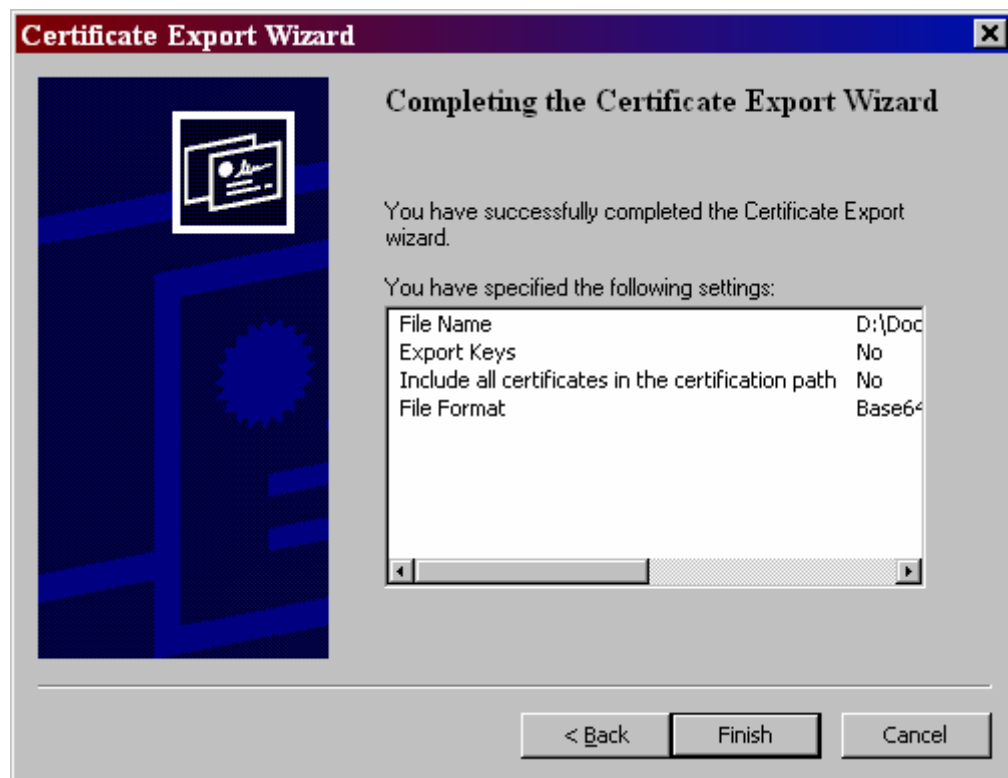 Certificate Export Wizard
Completing the Certificate Export Wizard
You have successfully completed the Certificate Export
wizard.
You have specified the following settings:
File Name D:\Doc
Export Keys No
Include all certificates in the certification path No
File Format Base64
< Back Finish Cancel